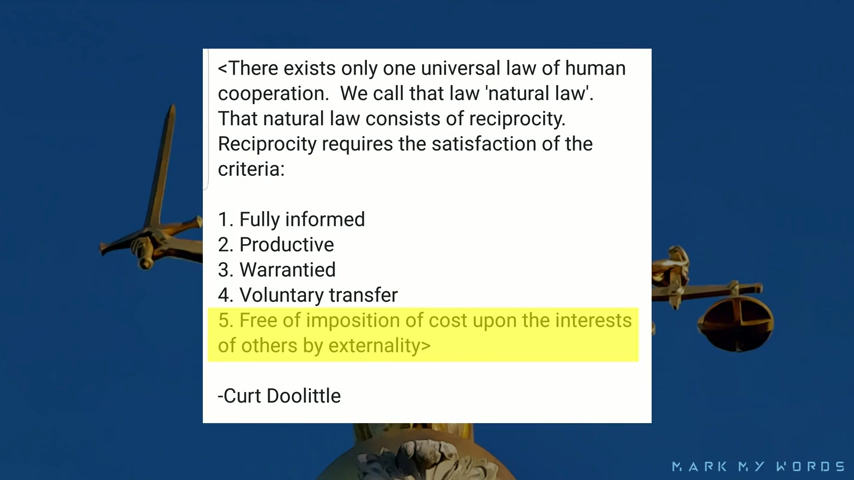 <There exists only one universal law of human
cooperation.  We call that law 'natural law'.
That natural law consists of reciprocity.
Reciprocity requires the satisfaction of the
criteria:
1. Fully informed
2. Productive
3. Warrantied
4. Voluntary transfer
5. Free of imposition of cost upon the interests
of others by externality>
-Curt Doolittle
MARK MY WORDS